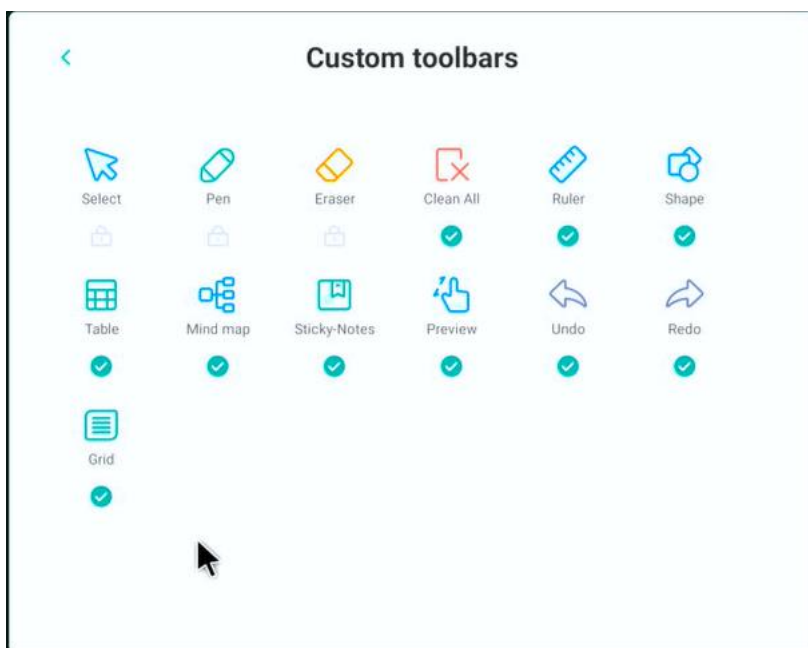 Custom toolbars
Select Pen Eraser Clean All Ruler Shape
Table Mind map Sticky-Notes Preview Undo Redo
Grid